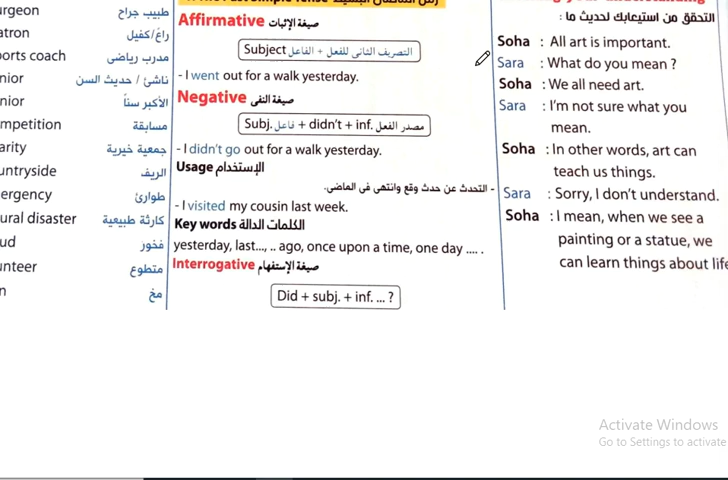 urgeon طبيب جراح
atron راعٍ/كفيل
ports coach مدرب رياضى
nior ناشئ / حديث السن
nior الأكبر سناً
mpetition مسابقة
arity جمعية خيرية
untryside الريف
ergency طوارئ
ural disaster كارثة طبيعية
ud فخور
unteer متطوع
n مخ
Affirmative صيغة الإثبات
Subject التصريف الثانى للفعل + الفاعل
- I went out for a walk yesterday.
Negative صيغة النفى
Subj. فاعل + didn't + inf. مصدر الفعل
- I didn't go out for a walk yesterday.
Usage الإستخدام
- التحدث عن حدث وقع وانتهى فى الماضى.
- I visited my cousin last week.
Key words الكلمات الدالة
yesterday, last..., .. ago, once upon a time, one day .... .
Interrogative صيغة الإستفهام
Did + subj. + inf. ... ?
التحقق من استيعابك لحديث ما :
Soha : All art is important.
Sara : What do you mean ?
Soha : We all need art.
Sara : I'm not sure what you
mean.
Soha : In other words, art can
teach us things.
Sara : Sorry, I don't understand.
Soha : I mean, when we see a
painting or a statue, we
can learn things about life
Activate Windows
Go to Settings to activate